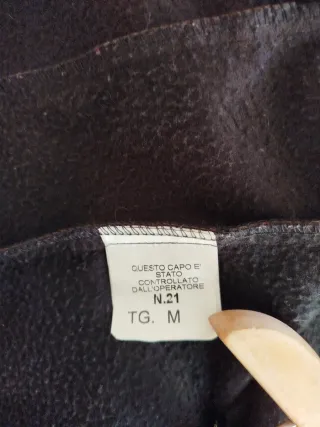 QUESTO CAPO E'
STATO
CONTROLLATO
DALL'OPERATORE
N.21
TG. M